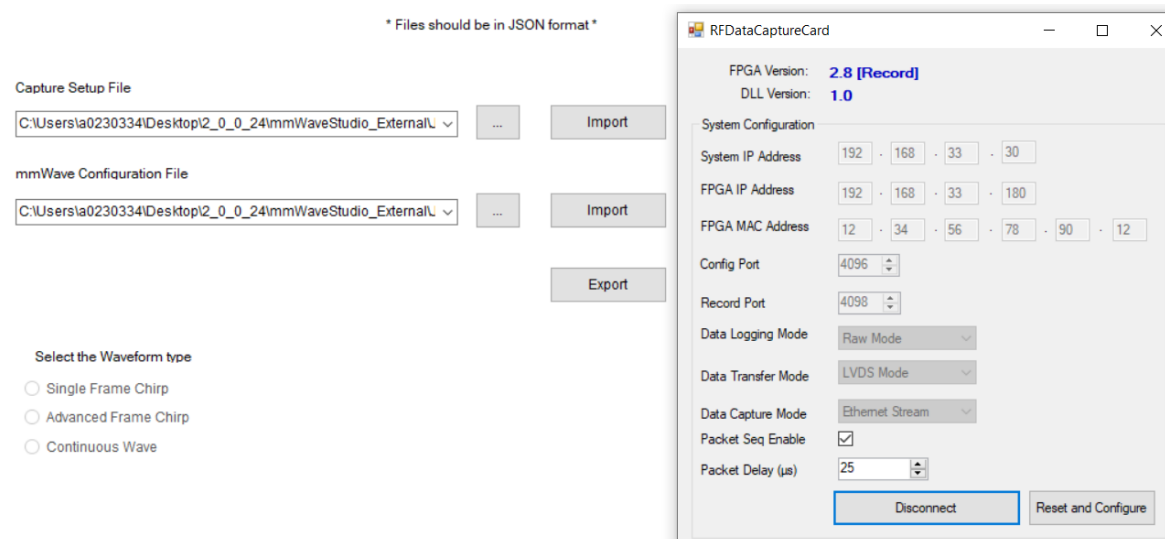 * Files should be in JSON format *
Capture Setup File
C:\Users\a0230334\Desktop\2_0_0_24\mmWaveStudio_External\
...
Import
mmWave Configuration File
C:\Users\a0230334\Desktop\2_0_0_24\mmWaveStudio_External\
...
Import
Export
Select the Waveform type
Single Frame Chirp
Advanced Frame Chirp
Continuous Wave
RFDataCaptureCard
FPGA Version: 2.8 [Record]
DLL Version: 1.0
System Configuration
System IP Address 192 . 168 . 33 . 30
FPGA IP Address 192 . 168 . 33 . 180
FPGA MAC Address 12 . 34 . 56 . 78 . 90 . 12
Config Port 4096
Record Port 4098
Data Logging Mode Raw Mode
Data Transfer Mode LVDS Mode
Data Capture Mode Ethernet Stream
Packet Seq Enable
Packet Delay (µs) 25
Disconnect Reset and Configure